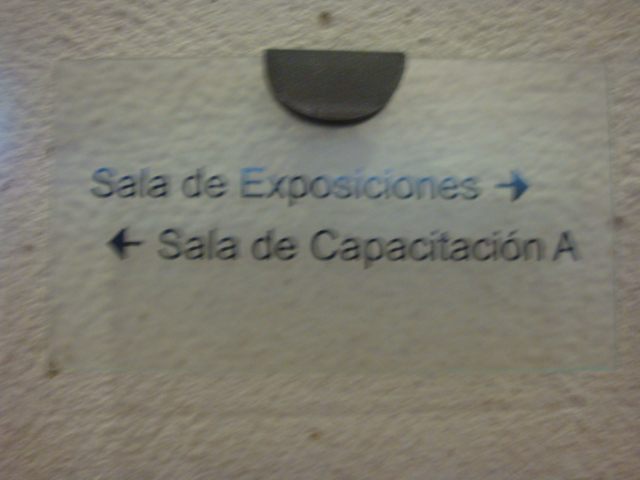 Sala de Exposiciones →
← Sala de Capacitación A